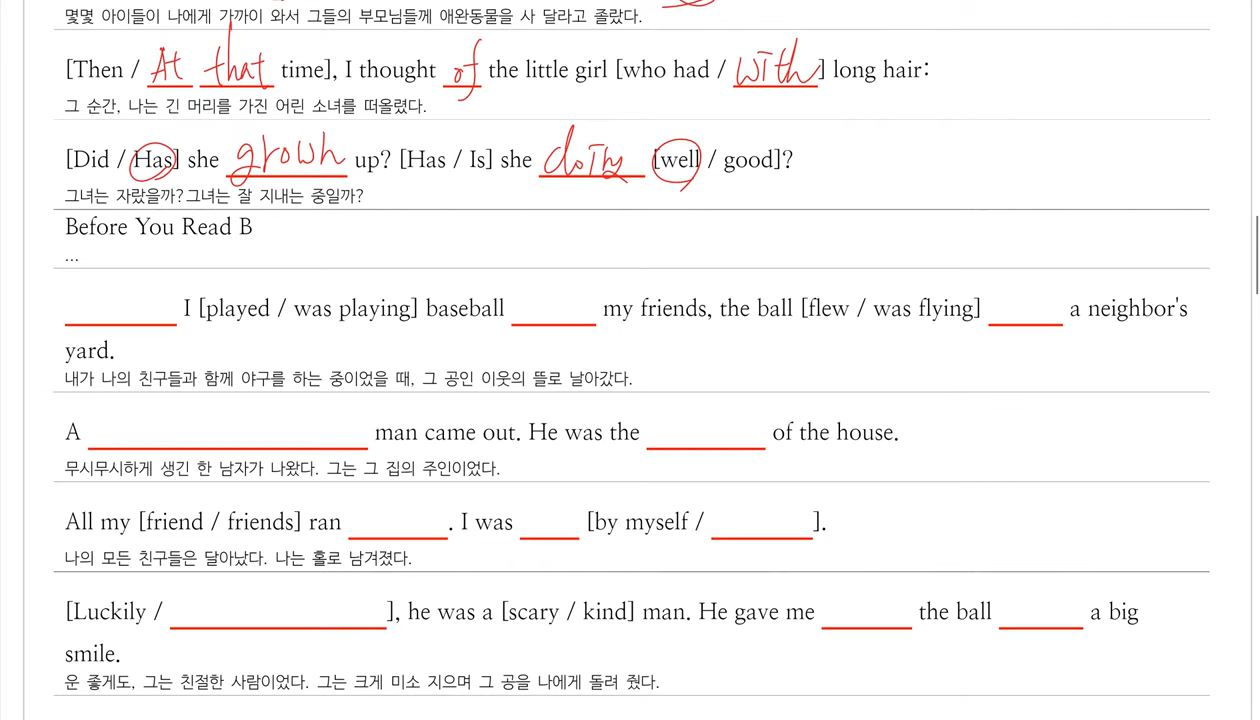 몇몇 아이들이 나에게 가까이 와서 그들의 부모님들께 애완동물을 사 달라고 졸랐다.
[Then / At that time], I thought of the little girl [who had / with] long hair:
그 순간, 나는 긴 머리를 가진 어린 소녀를 떠올렸다.
[Did / Has] she grown up? [Has / Is] she doing [well / good]?
그녀는 자랐을까? 그녀는 잘 지내는 중일까?
Before You Read B
...
I [played / was playing] baseball my friends, the ball [flew / was flying] a neighbor's
yard.
내가 나의 친구들과 함께 야구를 하는 중이었을 때, 그 공인 이웃의 뜰로 날아갔다.
A man came out. He was the of the house.
무시무시하게 생긴 한 남자가 나왔다. 그는 그 집의 주인이었다.
All my [friend / friends] ran . I was [by myself / ].
나의 모든 친구들은 달아났다. 나는 홀로 남겨졌다.
[Luckily / ], he was a [scary / kind] man. He gave me the ball a big
smile.
운 좋게도, 그는 친절한 사람이었다. 그는 크게 미소 지으며 그 공을 나에게 돌려 줬다.